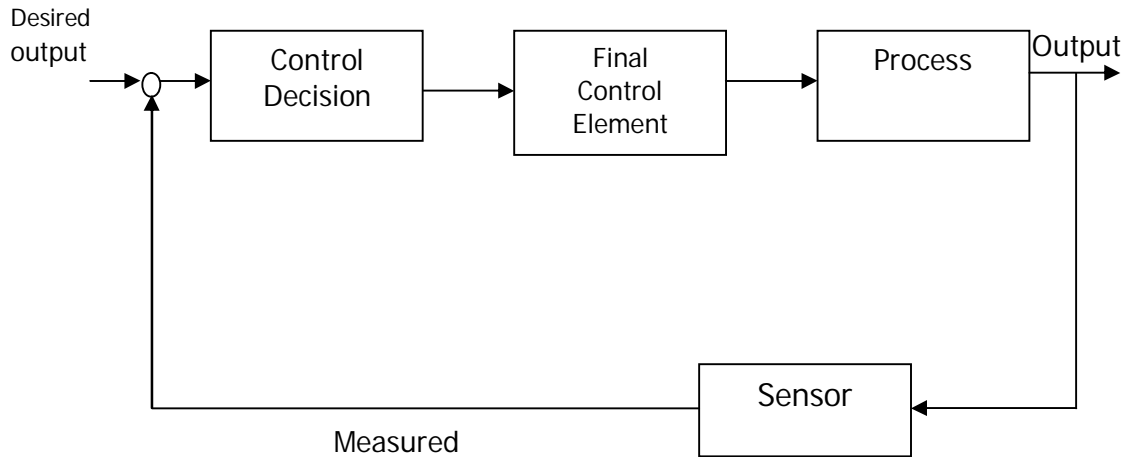 Desired
output
Control
Decision
Final
Control
Element
Process
Output
Sensor
Measured